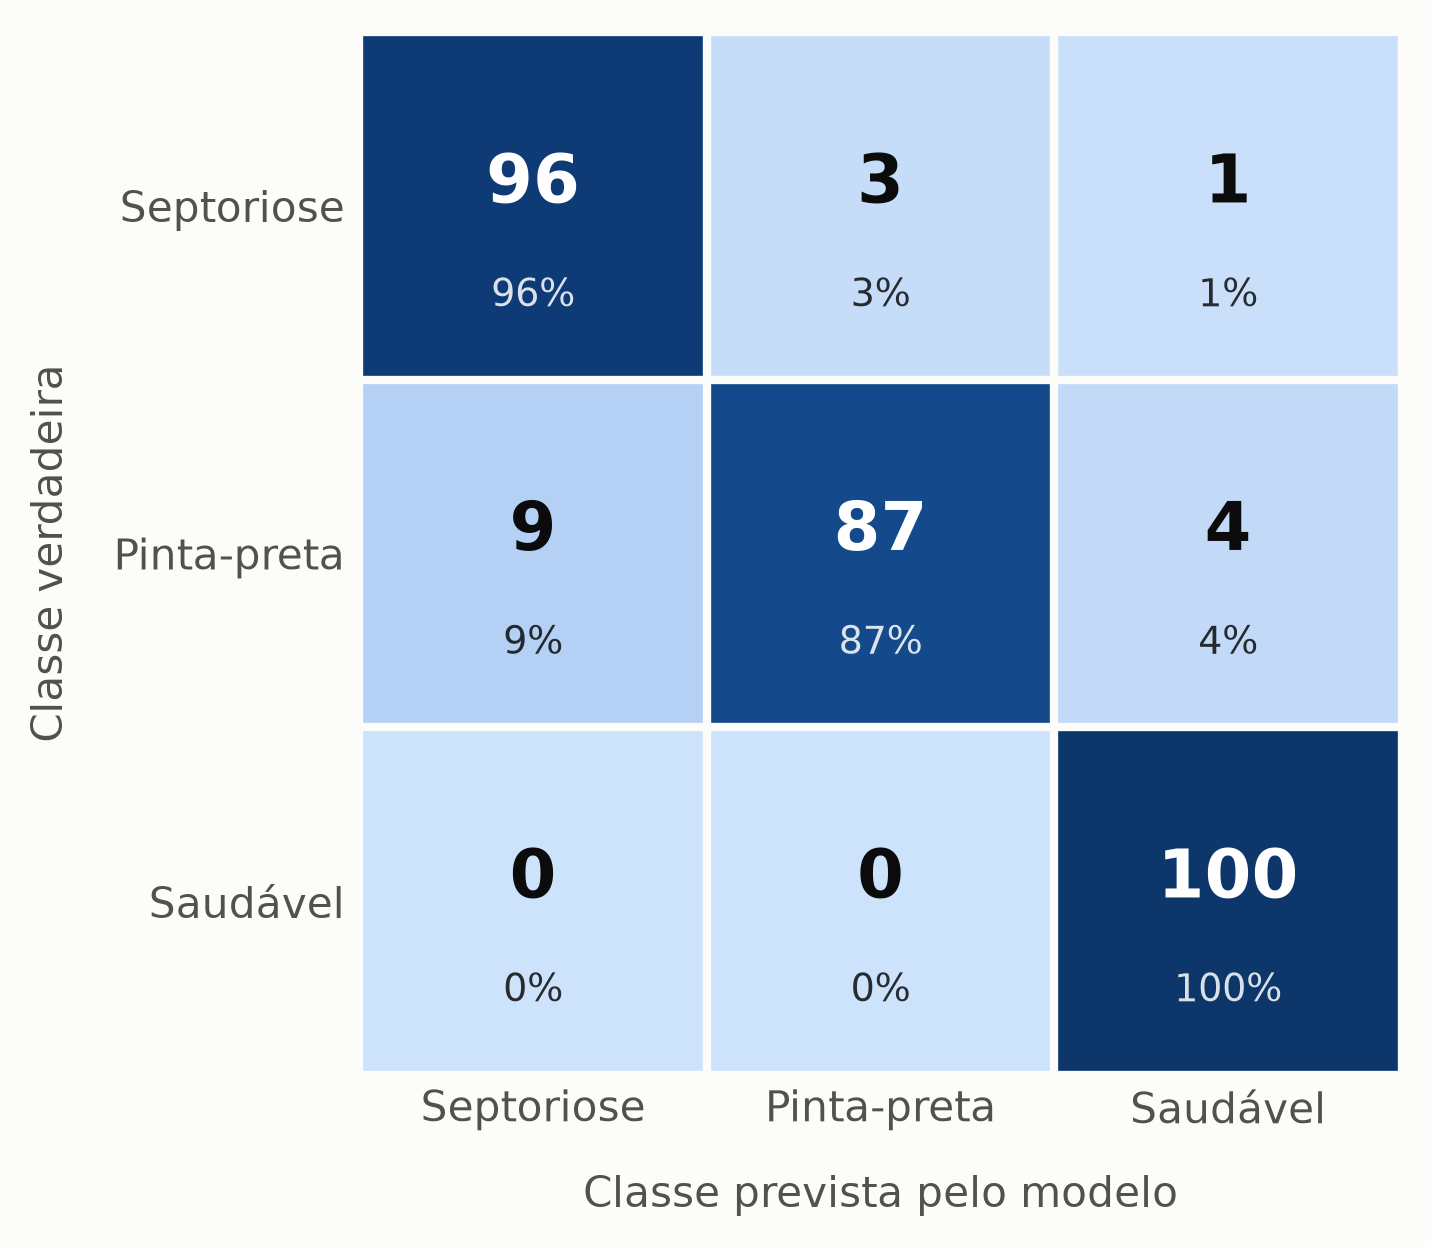 96 3 1
Septoriose
96% 3% 1%
Classe verdadeira
9 87 4
Pinta-preta
9% 87% 4%
0 0 100
Saudável
0% 0% 100%
Septoriose Pinta-preta Saudável
Classe prevista pelo modelo